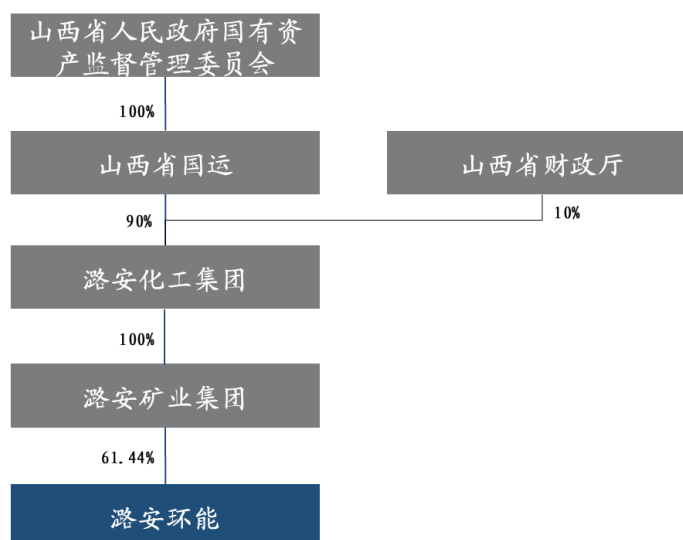 山西省人民政府国有资
产监督管理委员会
100%
山西省国运
山西省财政厅
90%
10%
潞安化工集团
100%
潞安矿业集团
61.44%
潞安环能